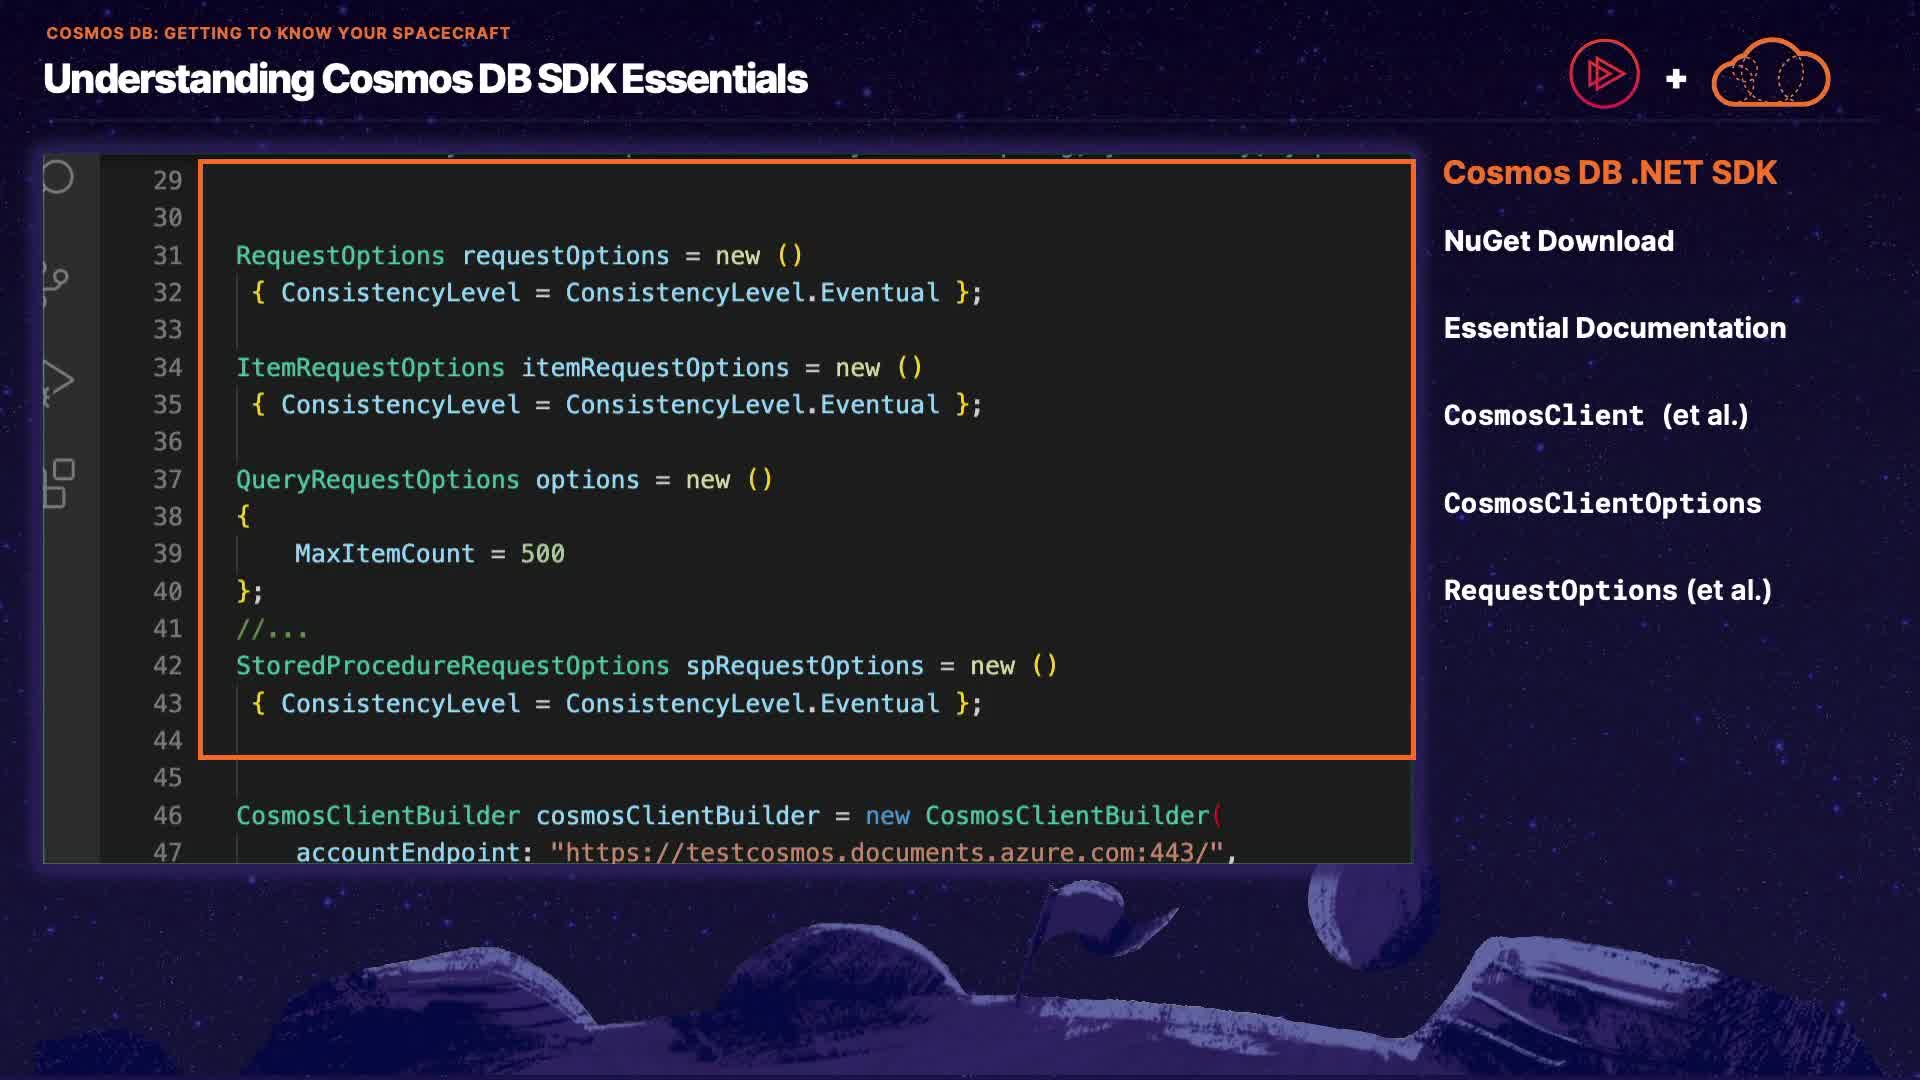 COSMOS DB: GETTING TO KNOW YOUR SPACECRAFT
Understanding Cosmos DB SDK Essentials
+
29
30
31 RequestOptions requestOptions = new ()
32 { ConsistencyLevel = ConsistencyLevel.Eventual };
33
34 ItemRequestOptions itemRequestOptions = new ()
35 { ConsistencyLevel = ConsistencyLevel.Eventual };
36
37 QueryRequestOptions options = new ()
38 {
39 MaxItemCount = 500
40 };
41 //...
42 StoredProcedureRequestOptions spRequestOptions = new ()
43 { ConsistencyLevel = ConsistencyLevel.Eventual };
44
45
46 CosmosClientBuilder cosmosClientBuilder = new CosmosClientBuilder(
47 accountEndpoint: "https://testcosmos.documents.azure.com:443/",
Cosmos DB .NET SDK
NuGet Download
Essential Documentation
CosmosClient (et al.)
CosmosClientOptions
RequestOptions (et al.)